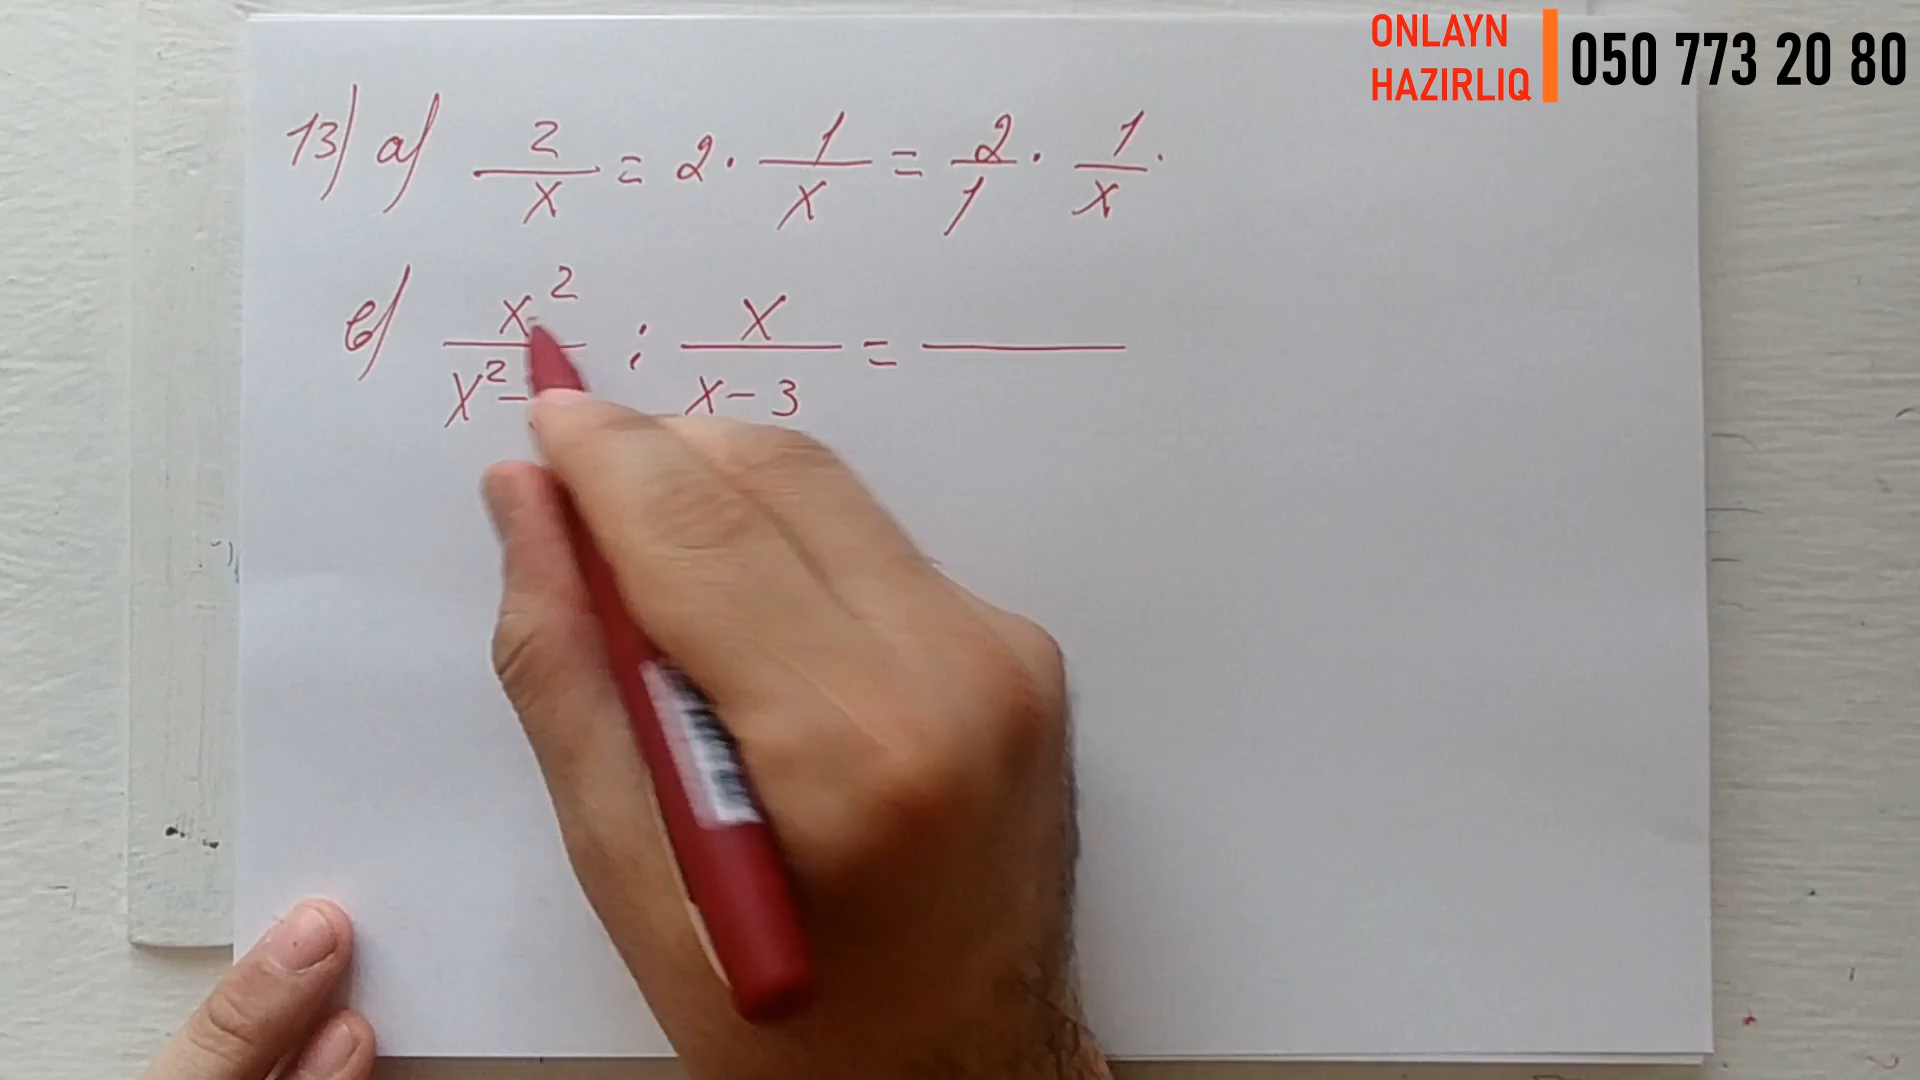 ONLAYN
HAZIRLIQ
050 773 20 80
13) a) 2/x = 2 · 1/x = 2/1 · 1/x ·
b) x²/x² - : x/x - 3 =